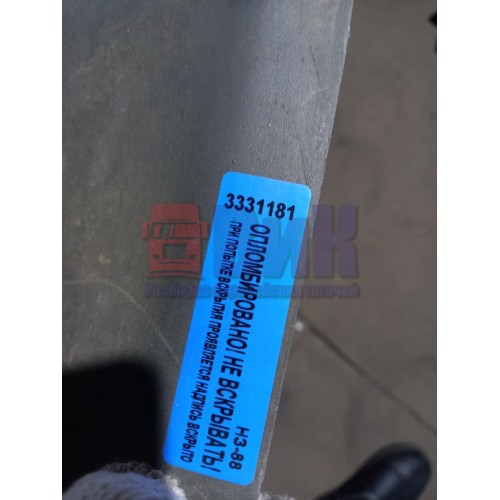 3331181
ОПЛОМБИРОВАНО! НЕ ВСКРЫВАТЬ!
ПРИ ПОПЫТКЕ ВСКРЫТИЯ ПРОЯВЛЯЕТСЯ НАДПИСЬ ВСКРЫТО
НЗ-88